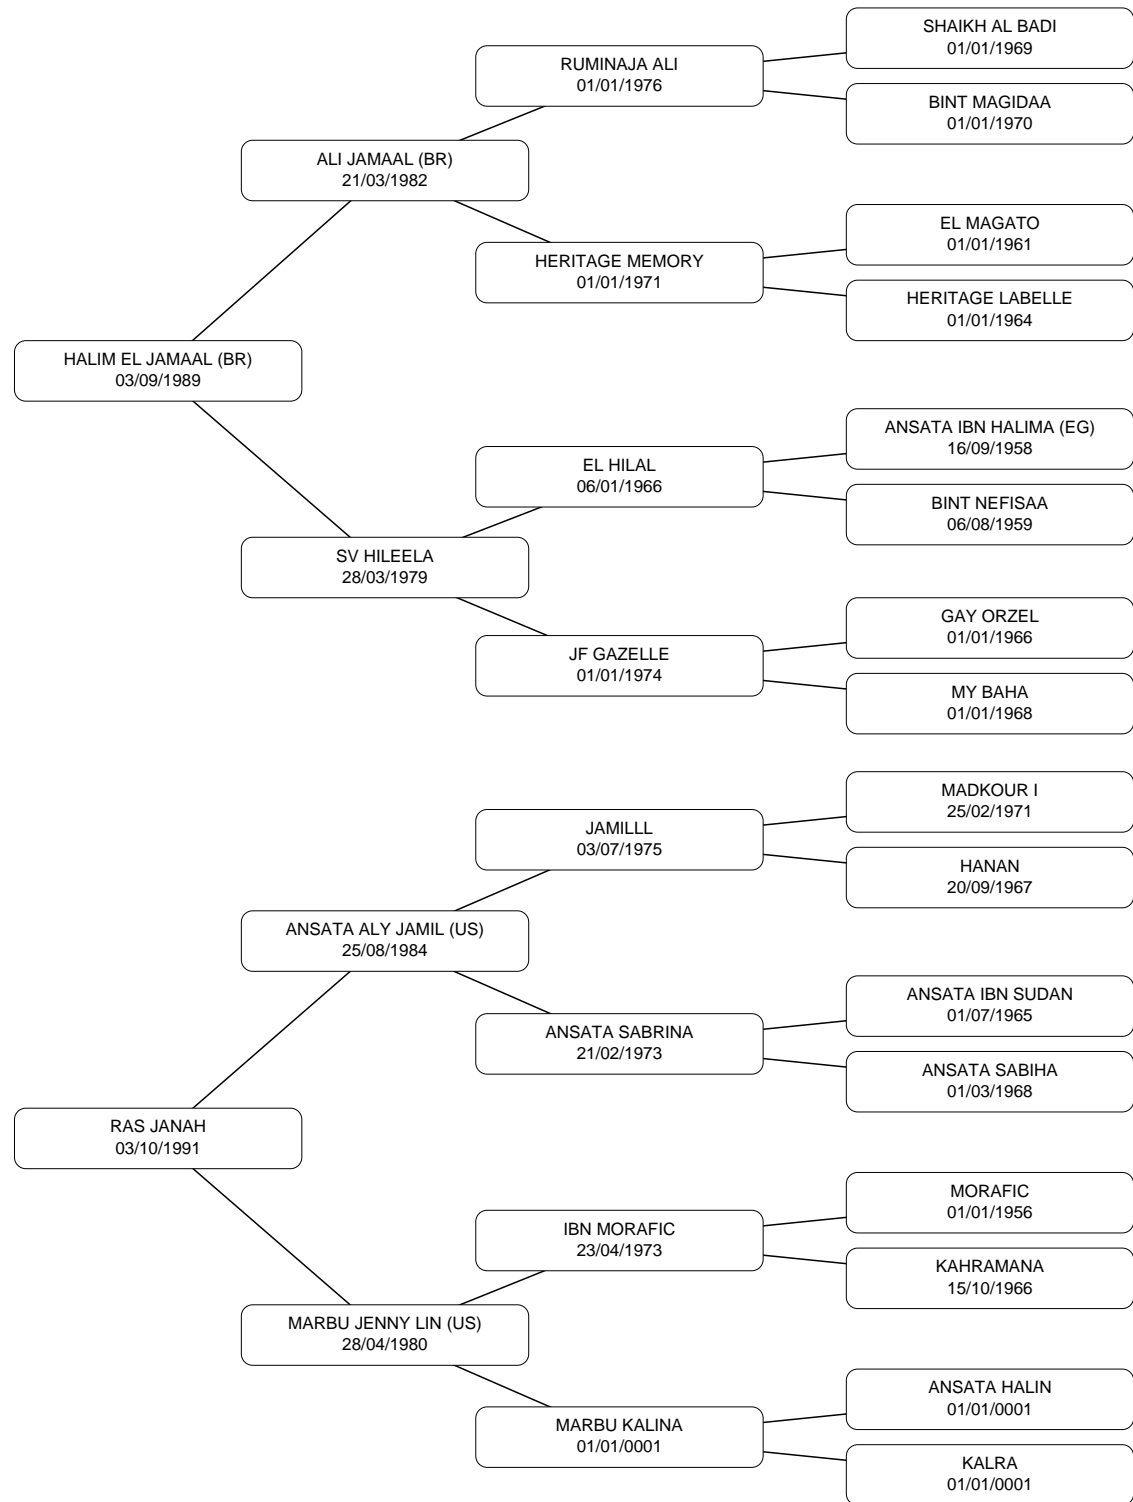 SHAIKH AL BADI
01/01/1969
RUMINAJA ALI
01/01/1976
BINT MAGIDAA
01/01/1970
ALI JAMAAL (BR)
21/03/1982
EL MAGATO
01/01/1961
HERITAGE MEMORY
01/01/1971
HERITAGE LABELLE
01/01/1964
HALIM EL JAMAAL (BR)
03/09/1989
ANSATA IBN HALIMA (EG)
16/09/1958
EL HILAL
06/01/1966
BINT NEFISAA
06/08/1959
SV HILEELA
28/03/1979
GAY ORZEL
01/01/1966
JF GAZELLE
01/01/1974
MY BAHA
01/01/1968
MADKOUR I
25/02/1971
JAMILLL
03/07/1975
HANAN
20/09/1967
ANSATA ALY JAMIL (US)
25/08/1984
ANSATA IBN SUDAN
01/07/1965
ANSATA SABRINA
21/02/1973
ANSATA SABIHA
01/03/1968
RAS JANAH
03/10/1991
MORAFIC
01/01/1956
IBN MORAFIC
23/04/1973
KAHRAMANA
15/10/1966
MARBU JENNY LIN (US)
28/04/1980
ANSATA HALIN
01/01/0001
MARBU KALINA
01/01/0001
KALRA
01/01/0001